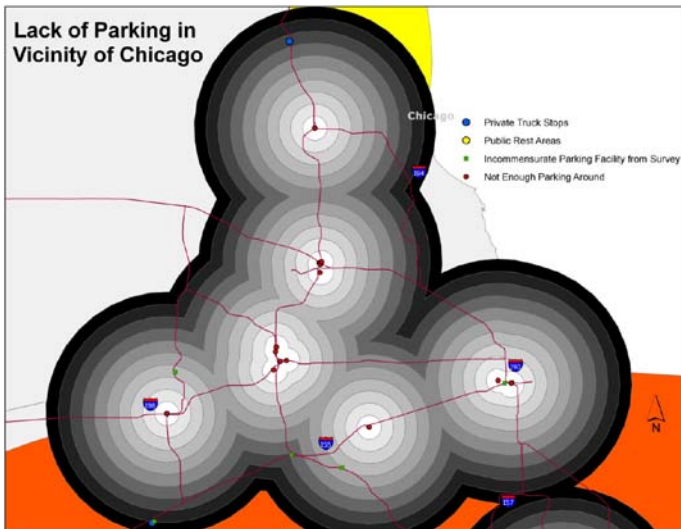 Lack of Parking in
Vicinity of Chicago
Chicago
Private Truck Stops
Public Rest Areas
Incommensurate Parking Facility from Survey
Not Enough Parking Around
N